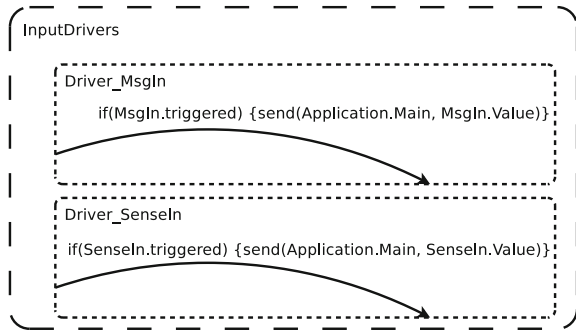 InputDrivers
Driver_MsgIn
if(MsgIn.triggered) {send(Application.Main, MsgIn.Value)}
Driver_SenseIn
if(SenseIn.triggered) {send(Application.Main, SenseIn.Value)}